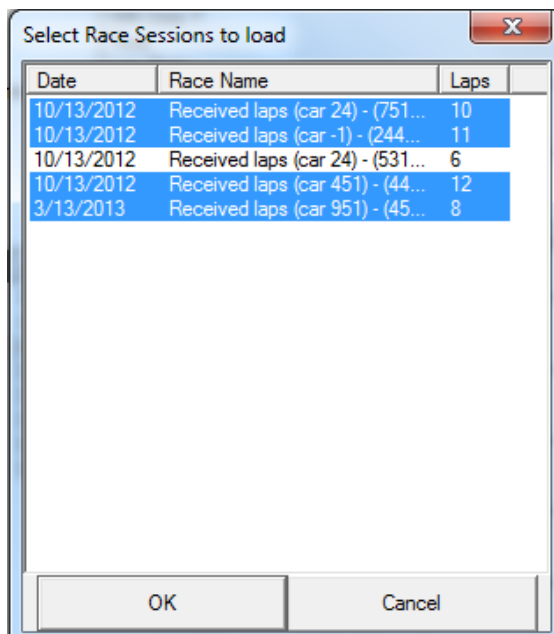 Select Race Sessions to load
Date Race Name Laps
10/13/2012 Received laps (car 24) - (751... 10
10/13/2012 Received laps (car -1) - (244... 11
10/13/2012 Received laps (car 24) - (531... 6
10/13/2012 Received laps (car 451) - (44... 12
3/13/2013 Received laps (car 951) - (45... 8
OK Cancel